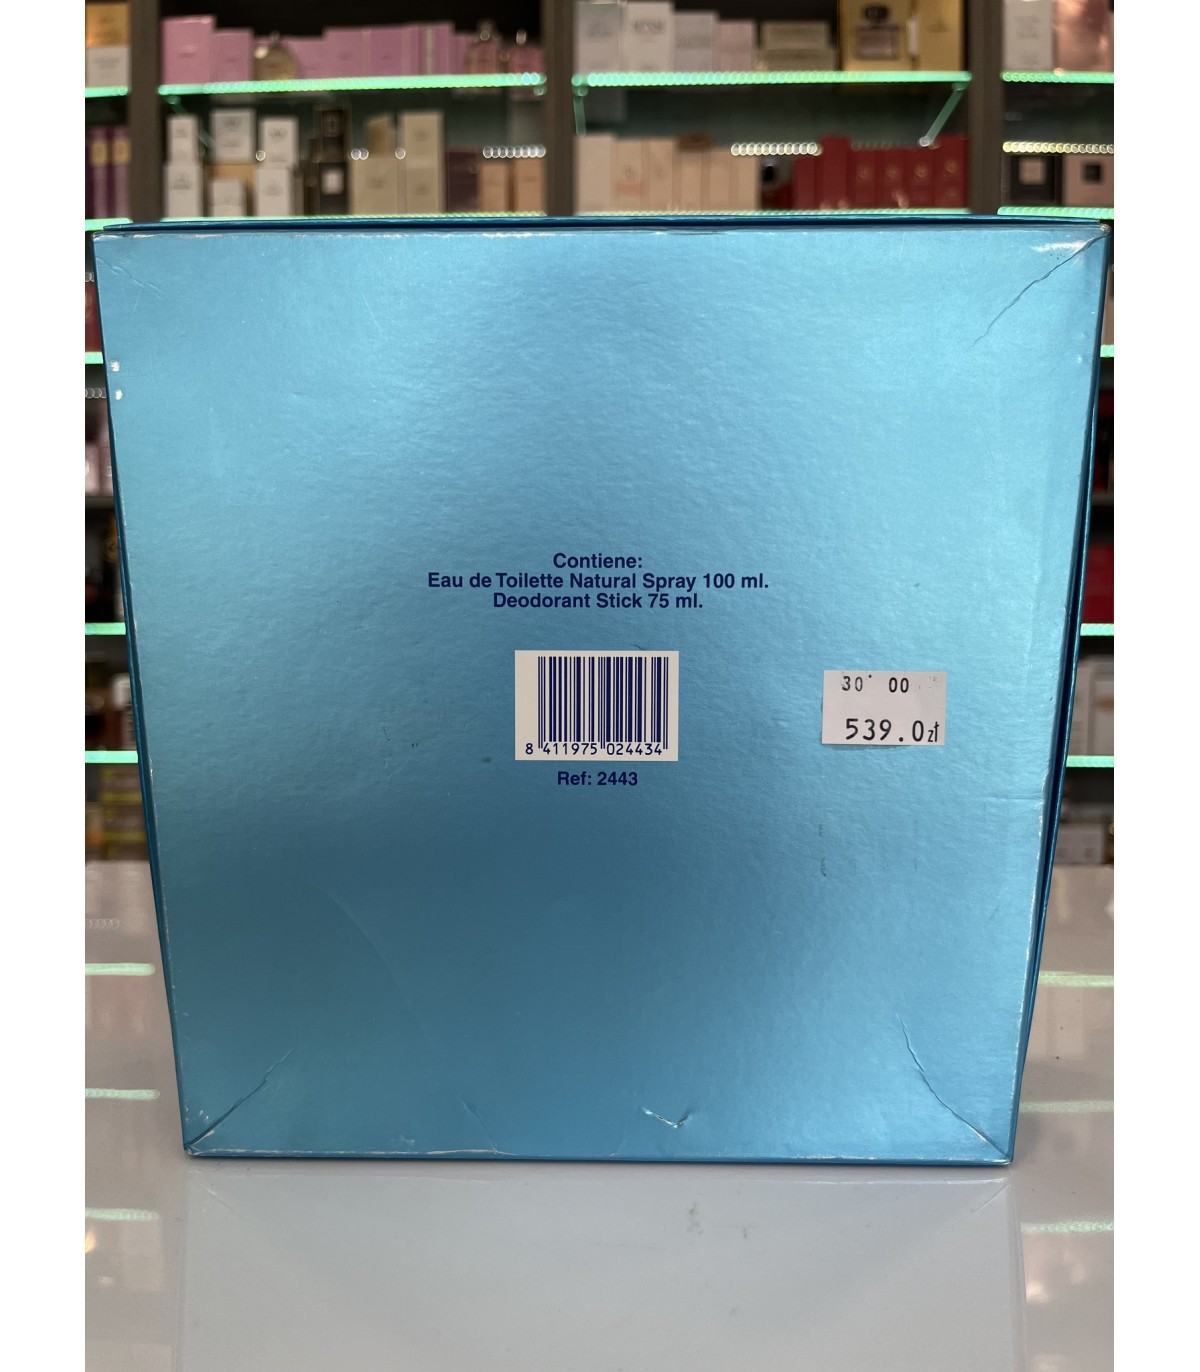 Contiene:
Eau de Toilette Natural Spray 100 ml.
Deodorant Stick 75 ml.
8 411975 024434
Ref: 2443
30 00
539.0zł